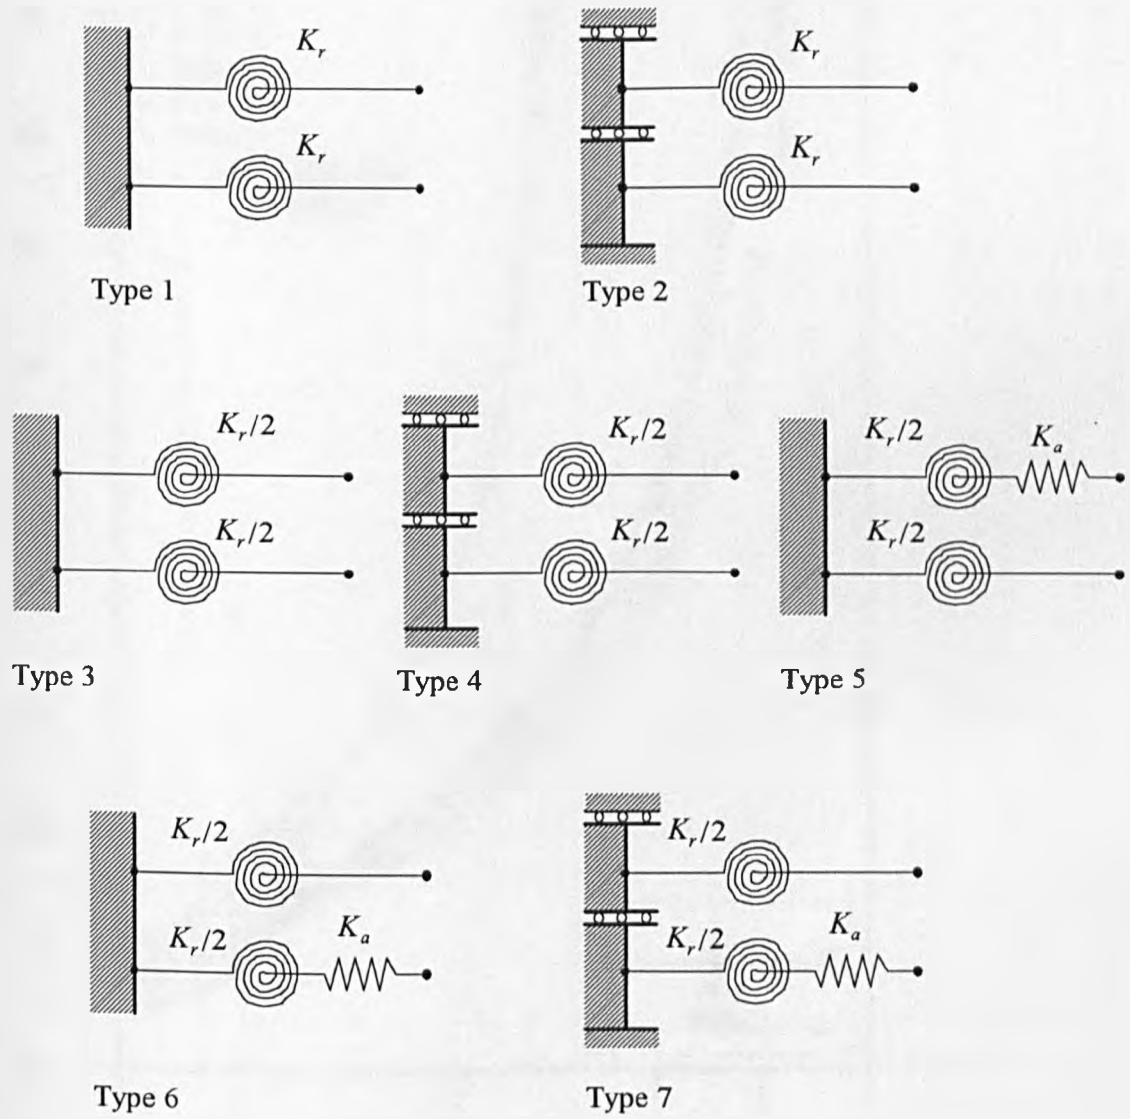 K_r K_r
K_r K_r
Type 1 Type 2
K_r/2 K_r/2 K_r/2 K_a
K_r/2 K_r/2 K_r/2
Type 3 Type 4 Type 5
K_r/2 K_r/2
K_r/2 K_a K_r/2 K_a
Type 6 Type 7